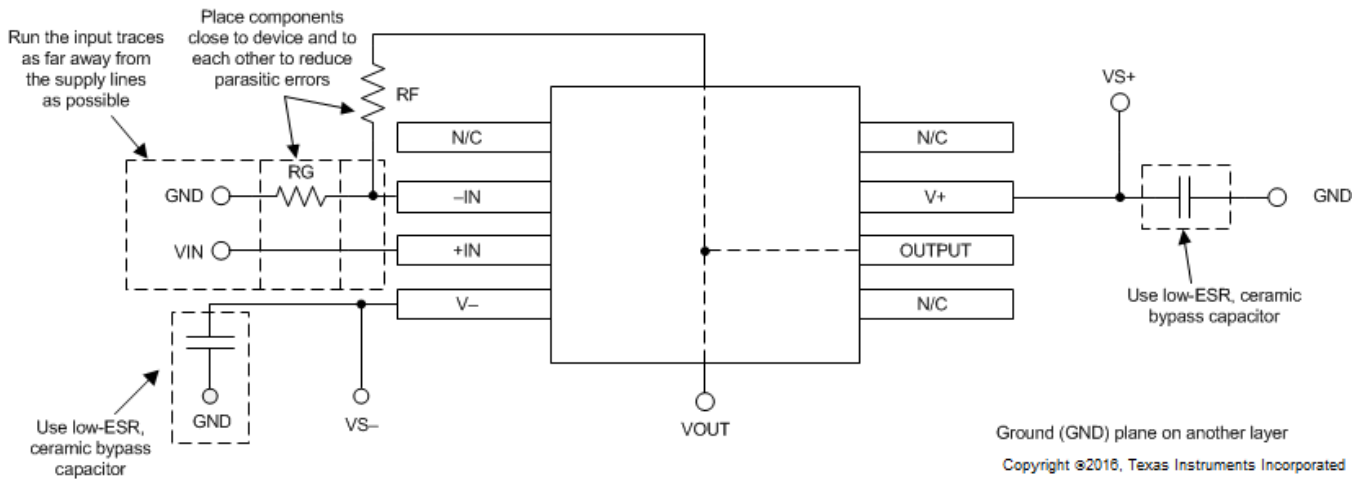 Run the input traces
as far away from
the supply lines
as possible
Place components
close to device and to
each other to reduce
parasitic errors
RF
N/C
RG
GND
–IN
VIN
+IN
V–
GND
VS–
Use low-ESR,
ceramic bypass
capacitor
VOUT
N/C
V+
OUTPUT
N/C
VS+
GND
Use low-ESR, ceramic
bypass capacitor
Ground (GND) plane on another layer
Copyright ©2016, Texas Instruments Incorporated